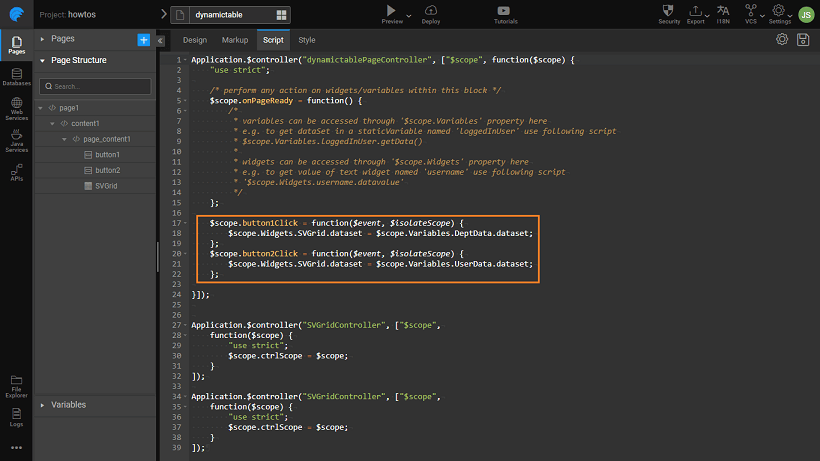 Project: howtos
dynamictable
Preview
Deploy
Tutorials
Security
Export
I18N
VCS
Settings
JS
Pages
Databases
Web
Services
Java
Services
APIs
File
Explorer
Logs
Pages
Page Structure
Search...
page1
content1
page_content1
button1
button2
SVGrid
Variables
Design Markup Script Style
1 Application.$controller("dynamictablePageController", ["$scope", function($scope) {
2 "use strict";
3
4 /* perform any action on widgets/variables within this block */
5 $scope.onPageReady = function() {
6 /*
7 * variables can be accessed through '$scope.Variables' property here
8 * e.g. to get dataSet in a staticVariable named 'loggedInUser' use following script
9 * $scope.Variables.loggedInUser.getData()
10 *
11 * widgets can be accessed through '$scope.Widgets' property here
12 * e.g. to get value of text widget named 'username' use following script
13 * '$scope.Widgets.username.datavalue'
14 */
15 };
16
17 $scope.button1Click = function($event, $isolateScope) {
18 $scope.Widgets.SVGrid.dataset = $scope.Variables.DeptData.dataset;
19 };
20 $scope.button2Click = function($event, $isolateScope) {
21 $scope.Widgets.SVGrid.dataset = $scope.Variables.UserData.dataset;
22 };
23
24 }]);
25
26
27 Application.$controller("SVGridController", ["$scope",
28 function($scope) {
29 "use strict";
30 $scope.ctrlScope = $scope;
31 }
32 ]);
33
34 Application.$controller("SVGridController", ["$scope",
35 function($scope) {
36 "use strict";
37 $scope.ctrlScope = $scope;
38 }
39 ]);